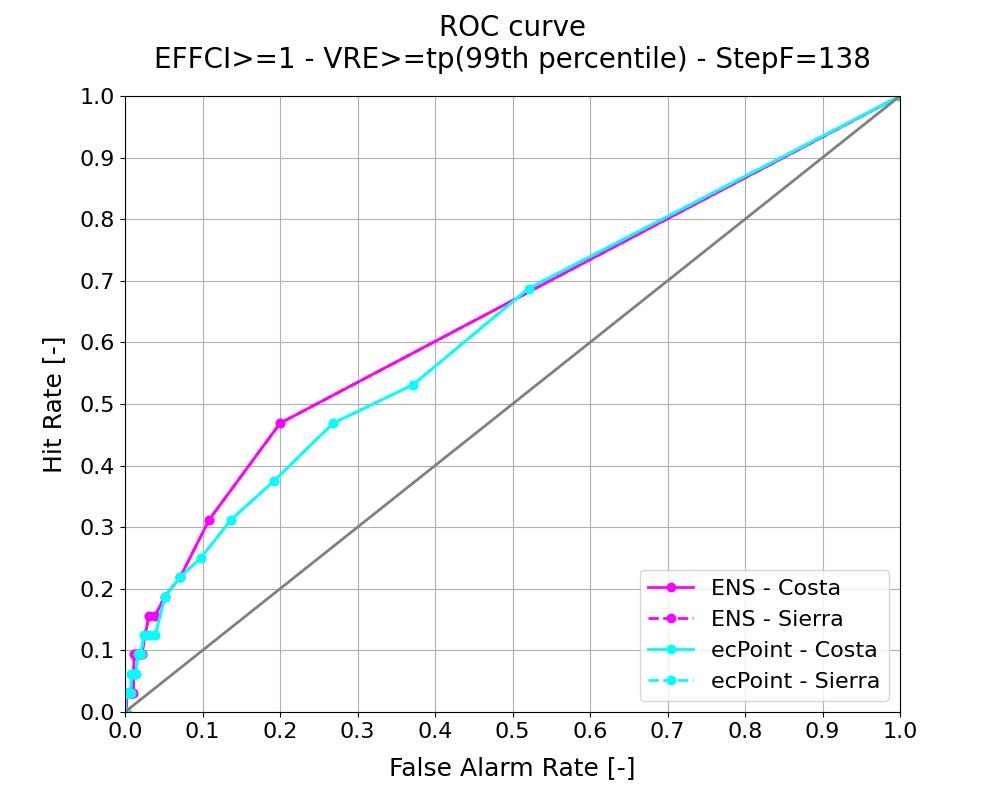 ROC curve
EFFCI>=1 - VRE>=tp(99th percentile) - StepF=138
1.0
0.9
0.8
0.7
0.6
0.5
0.4
0.3
0.2
0.1
0.0
Hit Rate [-]
ENS - Costa
ENS - Sierra
ecPoint - Costa
ecPoint - Sierra
0.0 0.1 0.2 0.3 0.4 0.5 0.6 0.7 0.8 0.9 1.0
False Alarm Rate [-]